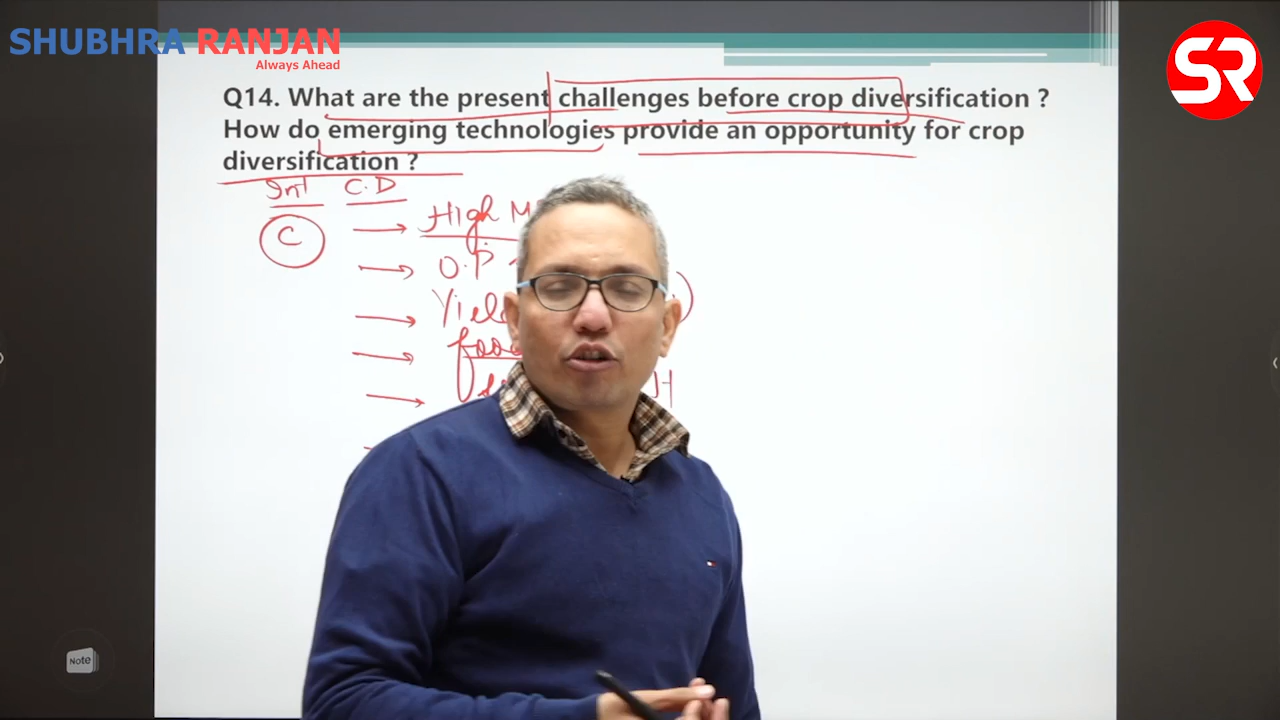 SHUBHRA RANJAN
Always Ahead
SR
Q14. What are the present challenges before crop diversification ?
How do emerging technologies provide an opportunity for crop
diversification ?
Int C.D
C High
O.P
Note